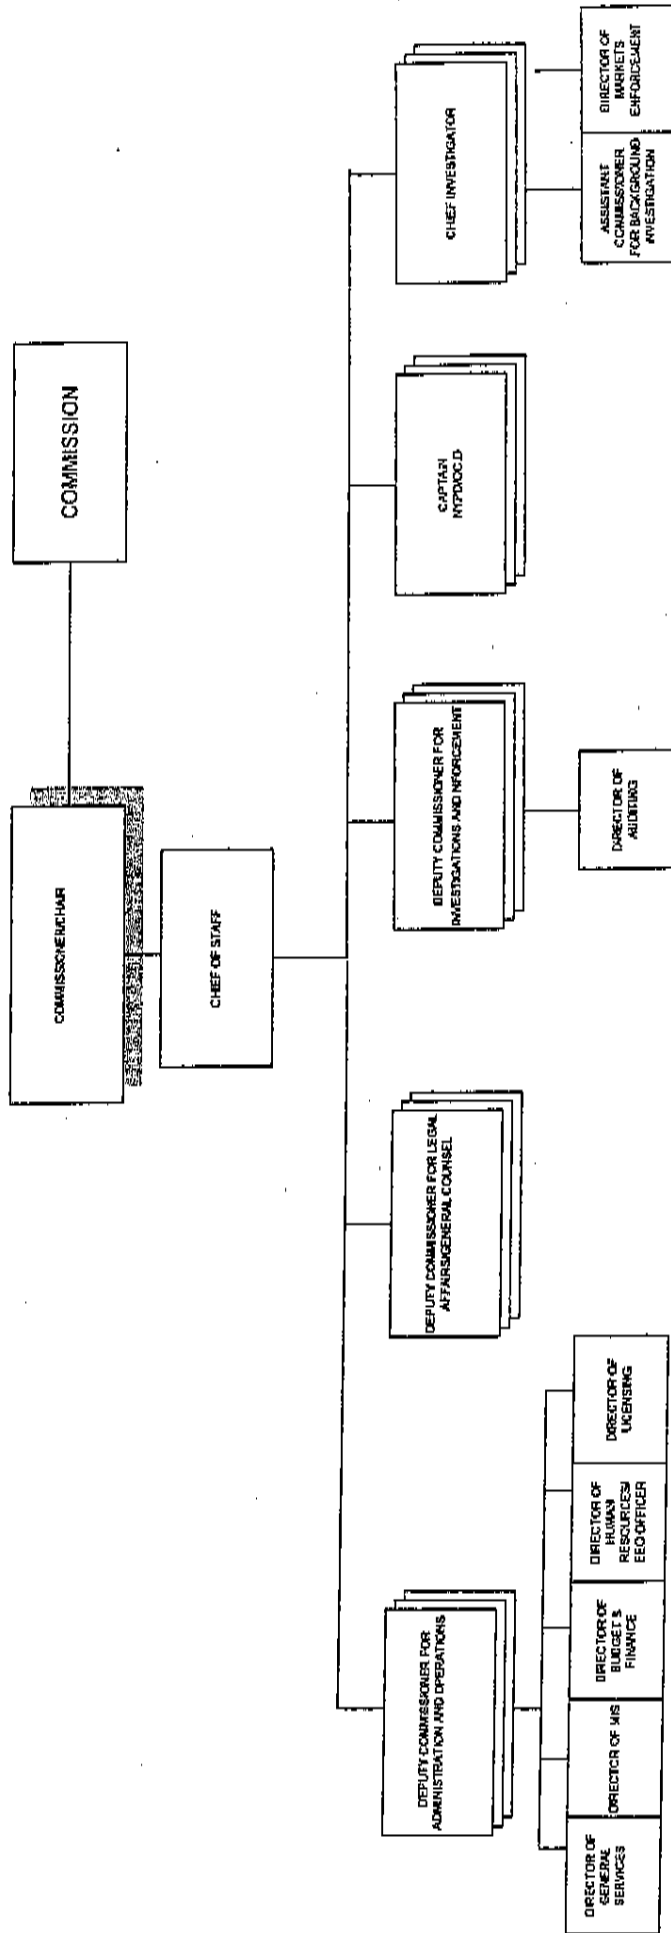 COMMISSION
COMMISSIONER/CHAIR
CHIEF OF STAFF
DEPUTY COMMISSIONER FOR
ADMINISTRATION AND OPERATIONS
DEPUTY COMMISSIONER FOR LEGAL
AFFAIRS/GENERAL COUNSEL
DEPUTY COMMISSIONER FOR
INVESTIGATIONS AND NFORCEMENT
CAPTAIN
NYPD/OCID
CHIEF INVESTIGATOR
DIRECTOR OF
GENERAL
SERVICES
DIRECTOR OF MIS
DIRECTOR OF
BUDGET &
FINANCE
DIRECTOR OF
HUMAN
RESOURCES/
EEO OFFICER
DIRECTOR OF
LICENSING
DIRECTOR OF
AUDITING
ASSISTANT
COMMISSIONER
FOR BACKGROUND
INVESTIGATION
DIRECTOR OF
MARKETS
ENFORCEMENT